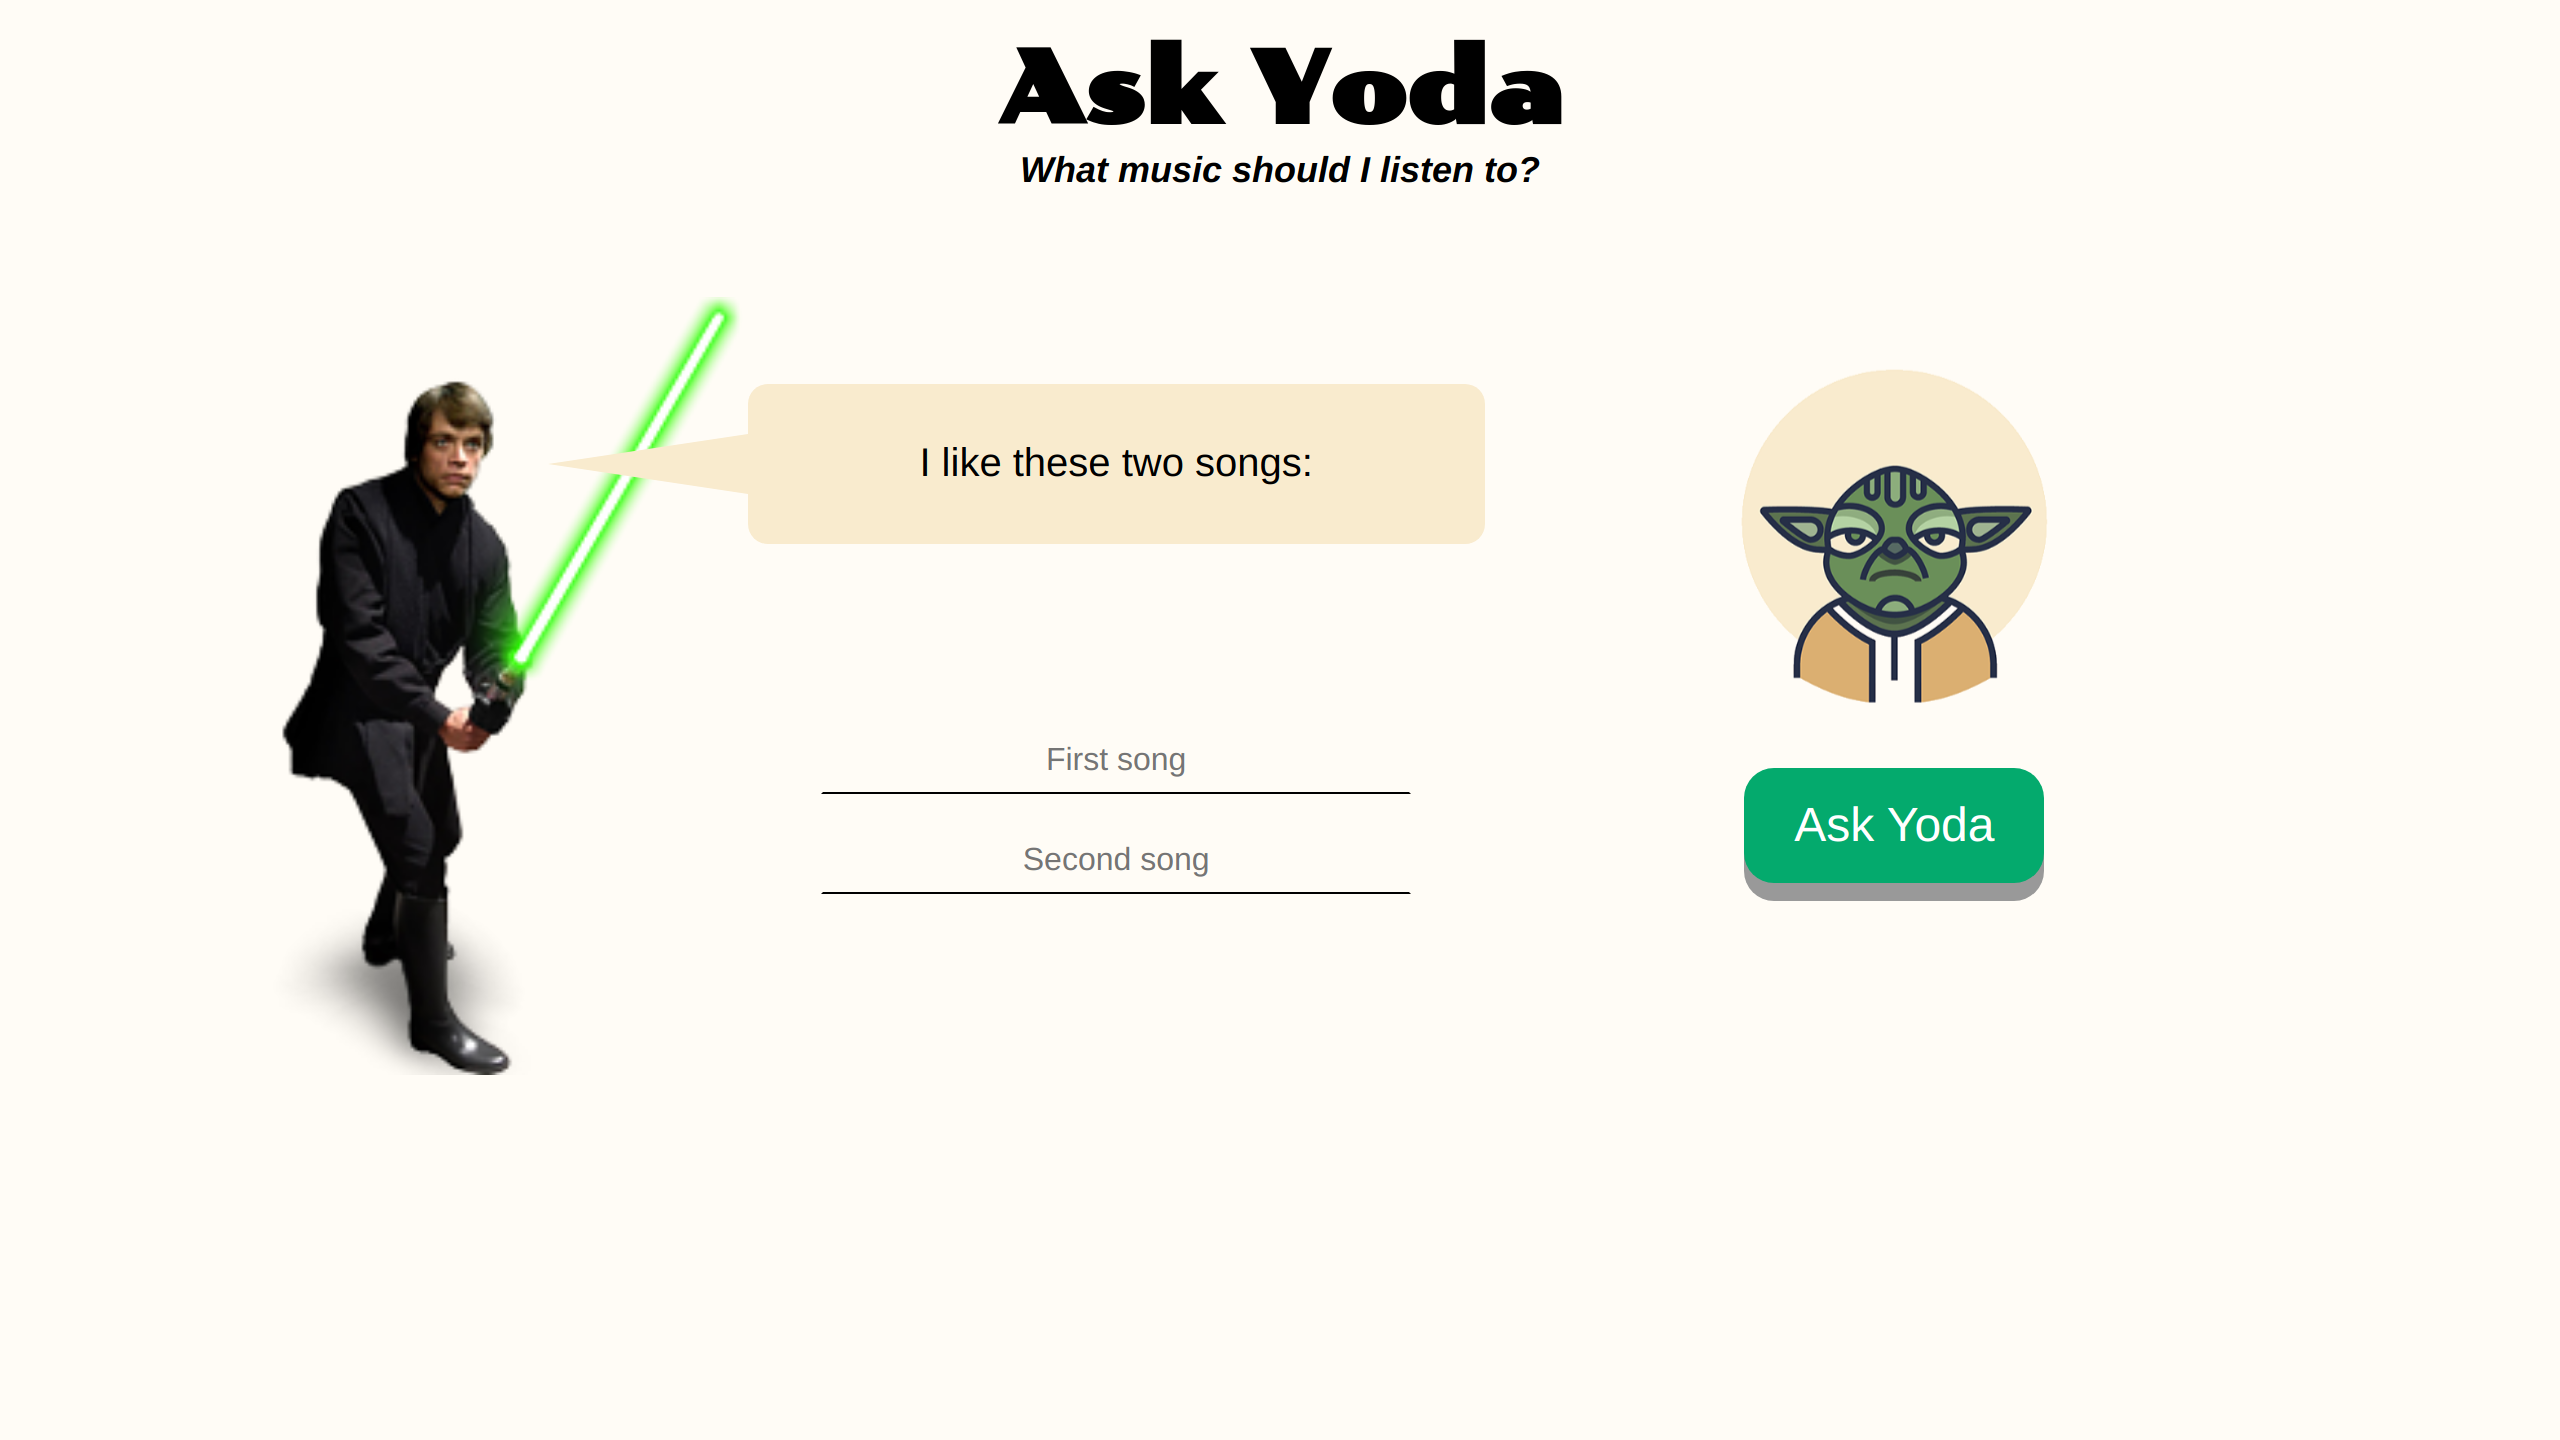 Ask Yoda
What music should I listen to?
I like these two songs:
First song
Second song
Ask Yoda